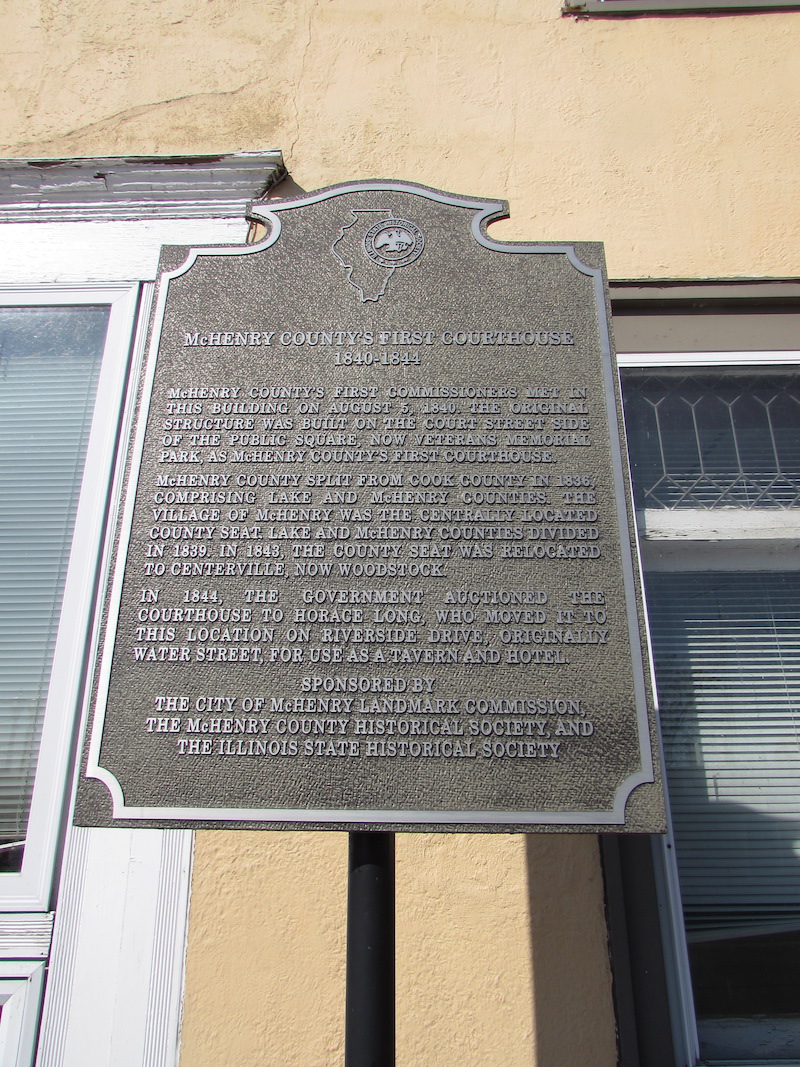 McHENRY COUNTY'S FIRST COURTHOUSE
1840-1844
McHENRY COUNTY'S FIRST COMMISSIONERS MET IN
THIS BUILDING ON AUGUST 5, 1840. THE ORIGINAL
STRUCTURE WAS BUILT ON THE COURT STREET SIDE
OF THE PUBLIC SQUARE, NOW VETERANS MEMORIAL
PARK, AS McHENRY COUNTY'S FIRST COURTHOUSE.
McHENRY COUNTY SPLIT FROM COOK COUNTY IN 1836,
COMPRISING LAKE AND McHENRY COUNTIES. THE
VILLAGE OF McHENRY WAS THE CENTRALLY LOCATED
COUNTY SEAT. LAKE AND McHENRY COUNTIES DIVIDED
IN 1839. IN 1843, THE COUNTY SEAT WAS RELOCATED
TO CENTERVILLE, NOW WOODSTOCK.
IN 1844, THE GOVERNMENT AUCTIONED THE
COURTHOUSE TO HORACE LONG, WHO MOVED IT TO
THIS LOCATION ON RIVERSIDE DRIVE, ORIGINALLY
WATER STREET, FOR USE AS A TAVERN AND HOTEL.
SPONSORED BY
THE CITY OF McHENRY LANDMARK COMMISSION,
THE McHENRY COUNTY HISTORICAL SOCIETY, AND
THE ILLINOIS STATE HISTORICAL SOCIETY